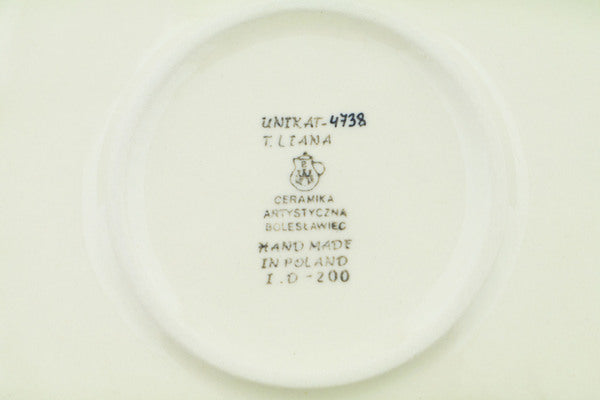 UNIKAT-4738
T. LIANA
CERAMIKA
ARTYSTYCZNA
BOLESŁAWIEC
HAND MADE
IN POLAND
I.D-200